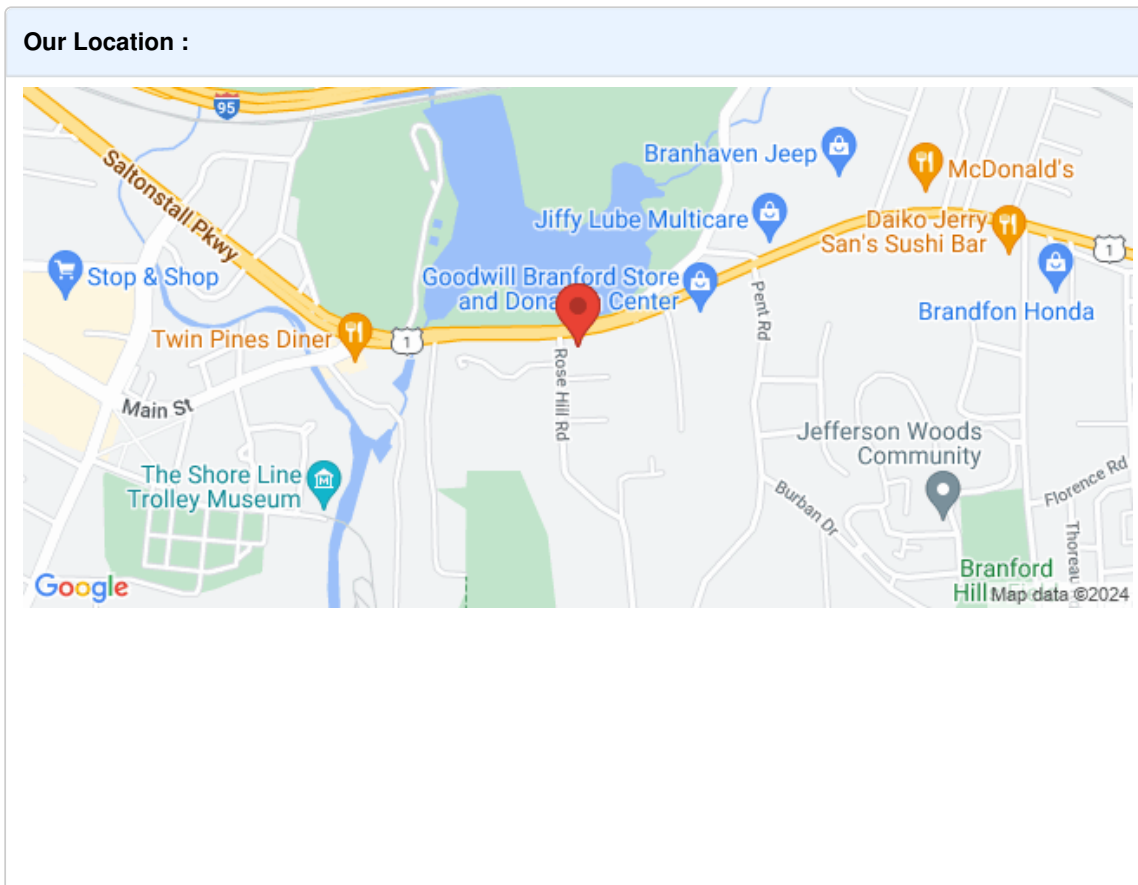 Our Location :
95
Saltonstall Pkwy
Branhaven Jeep
McDonald's
Jiffy Lube Multicare
Daiko Jerry
San's Sushi Bar
1
Stop & Shop
Goodwill Branford Store
and Dona Center
Pent Rd
Brandfon Honda
Twin Pines Diner
1
Rose Hill Rd
Main St
Jefferson Woods
Community
The Shore Line
Trolley Museum
M
Burban Dr
Florence Rd
Thoreau
Branford
Google
Map data ©2024